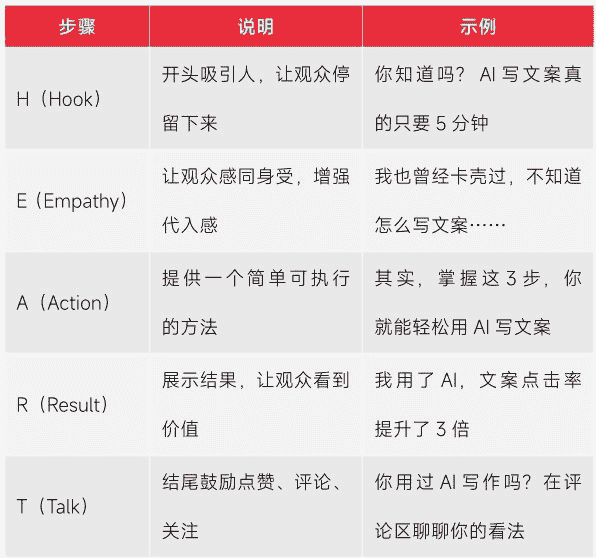 步骤 说明 示例
H（Hook） 开头吸引人，让观众停留下来 你知道吗？ AI 写文案真的只要 5 分钟
E（Empathy） 让观众感同身受，增强代入感 我也曾经卡壳过，不知道怎么写文案……
A（Action） 提供一个简单可执行的方法 其实，掌握这 3 步，你就能轻松用 AI 写文案
R（Result） 展示结果，让观众看到价值 我用了 AI，文案点击率提升了 3 倍
T（Talk） 结尾鼓励点赞、评论、关注 你用过 AI 写作吗？在评论区聊聊你的看法